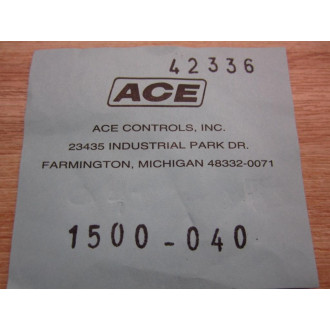 42336
ACE
ACE CONTROLS, INC.
23435 INDUSTRIAL PARK DR.
FARMINGTON, MICHIGAN 48332-0071
1500-040